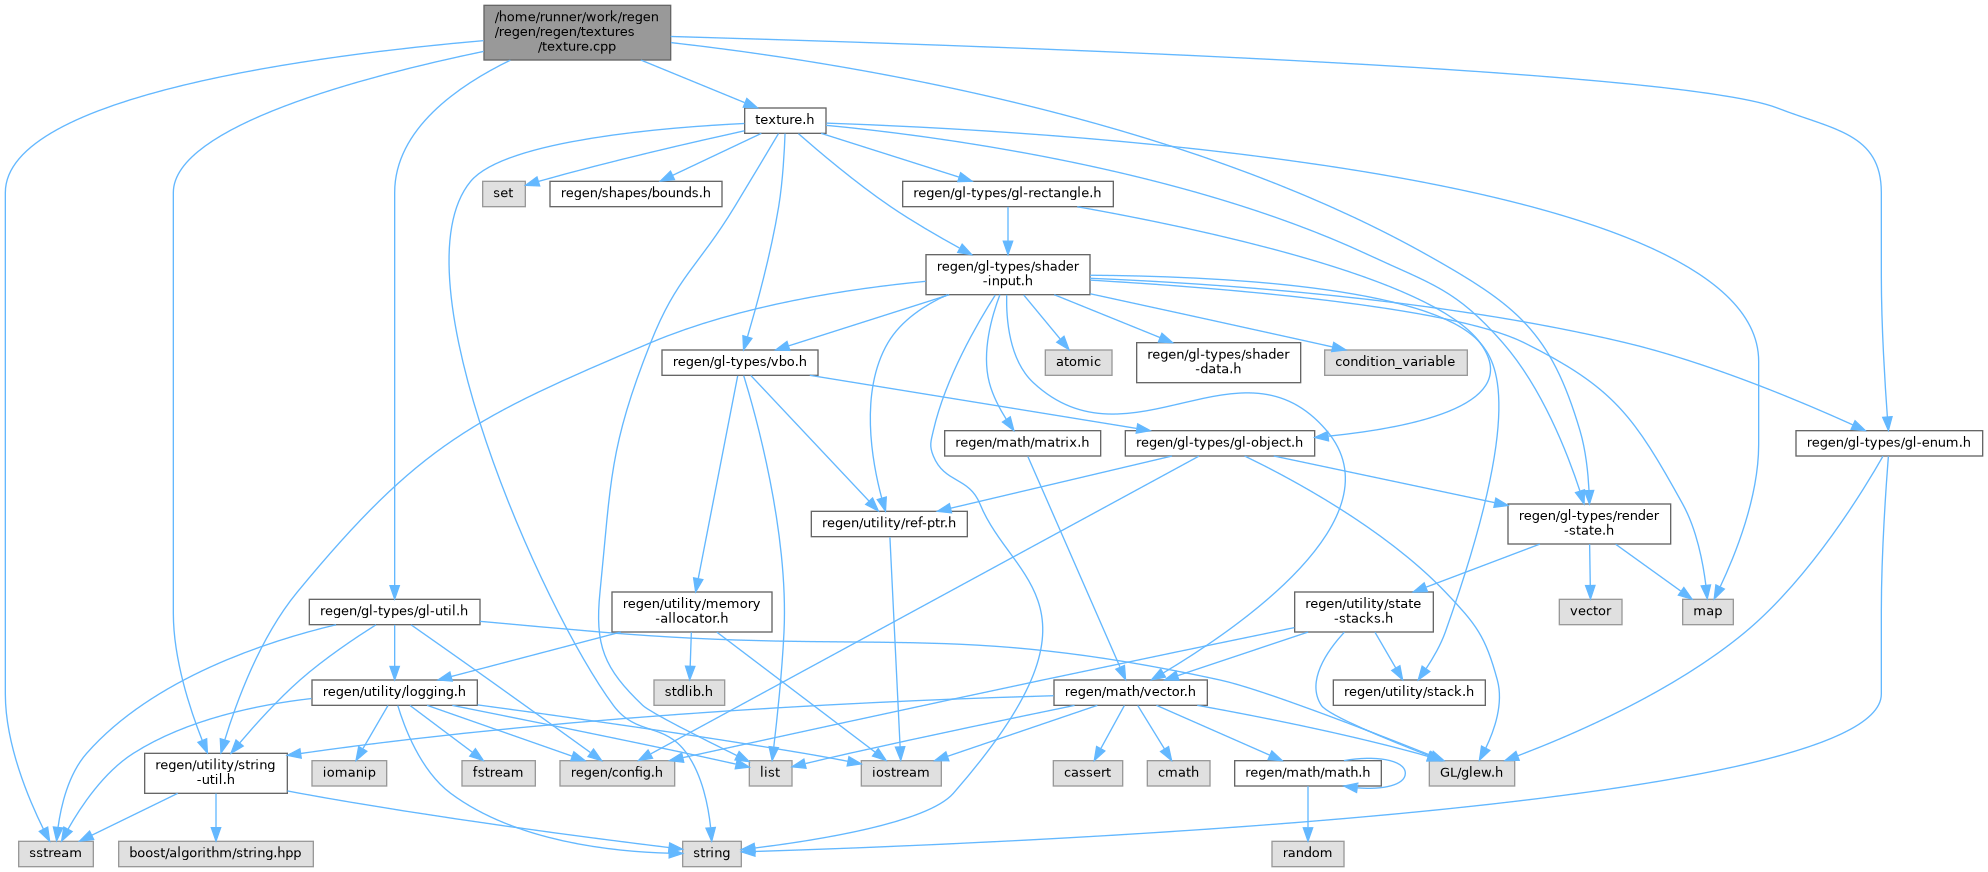 /home/runner/work/regen
/regen/regen/textures
/texture.cpp
texture.h
set
regen/shapes/bounds.h
regen/gl-types/gl-rectangle.h
regen/gl-types/shader
-input.h
regen/gl-types/vbo.h
atomic
regen/gl-types/shader
-data.h
condition_variable
regen/math/matrix.h
regen/gl-types/gl-object.h
regen/gl-types/gl-enum.h
regen/utility/ref-ptr.h
regen/gl-types/render
-state.h
regen/gl-types/gl-util.h
regen/utility/memory
-allocator.h
regen/utility/state
-stacks.h
vector
map
regen/utility/logging.h
stdlib.h
regen/math/vector.h
regen/utility/stack.h
regen/utility/string
-util.h
iomanip
fstream
regen/config.h
list
iostream
cassert
cmath
regen/math/math.h
GL/glew.h
sstream
boost/algorithm/string.hpp
string
random